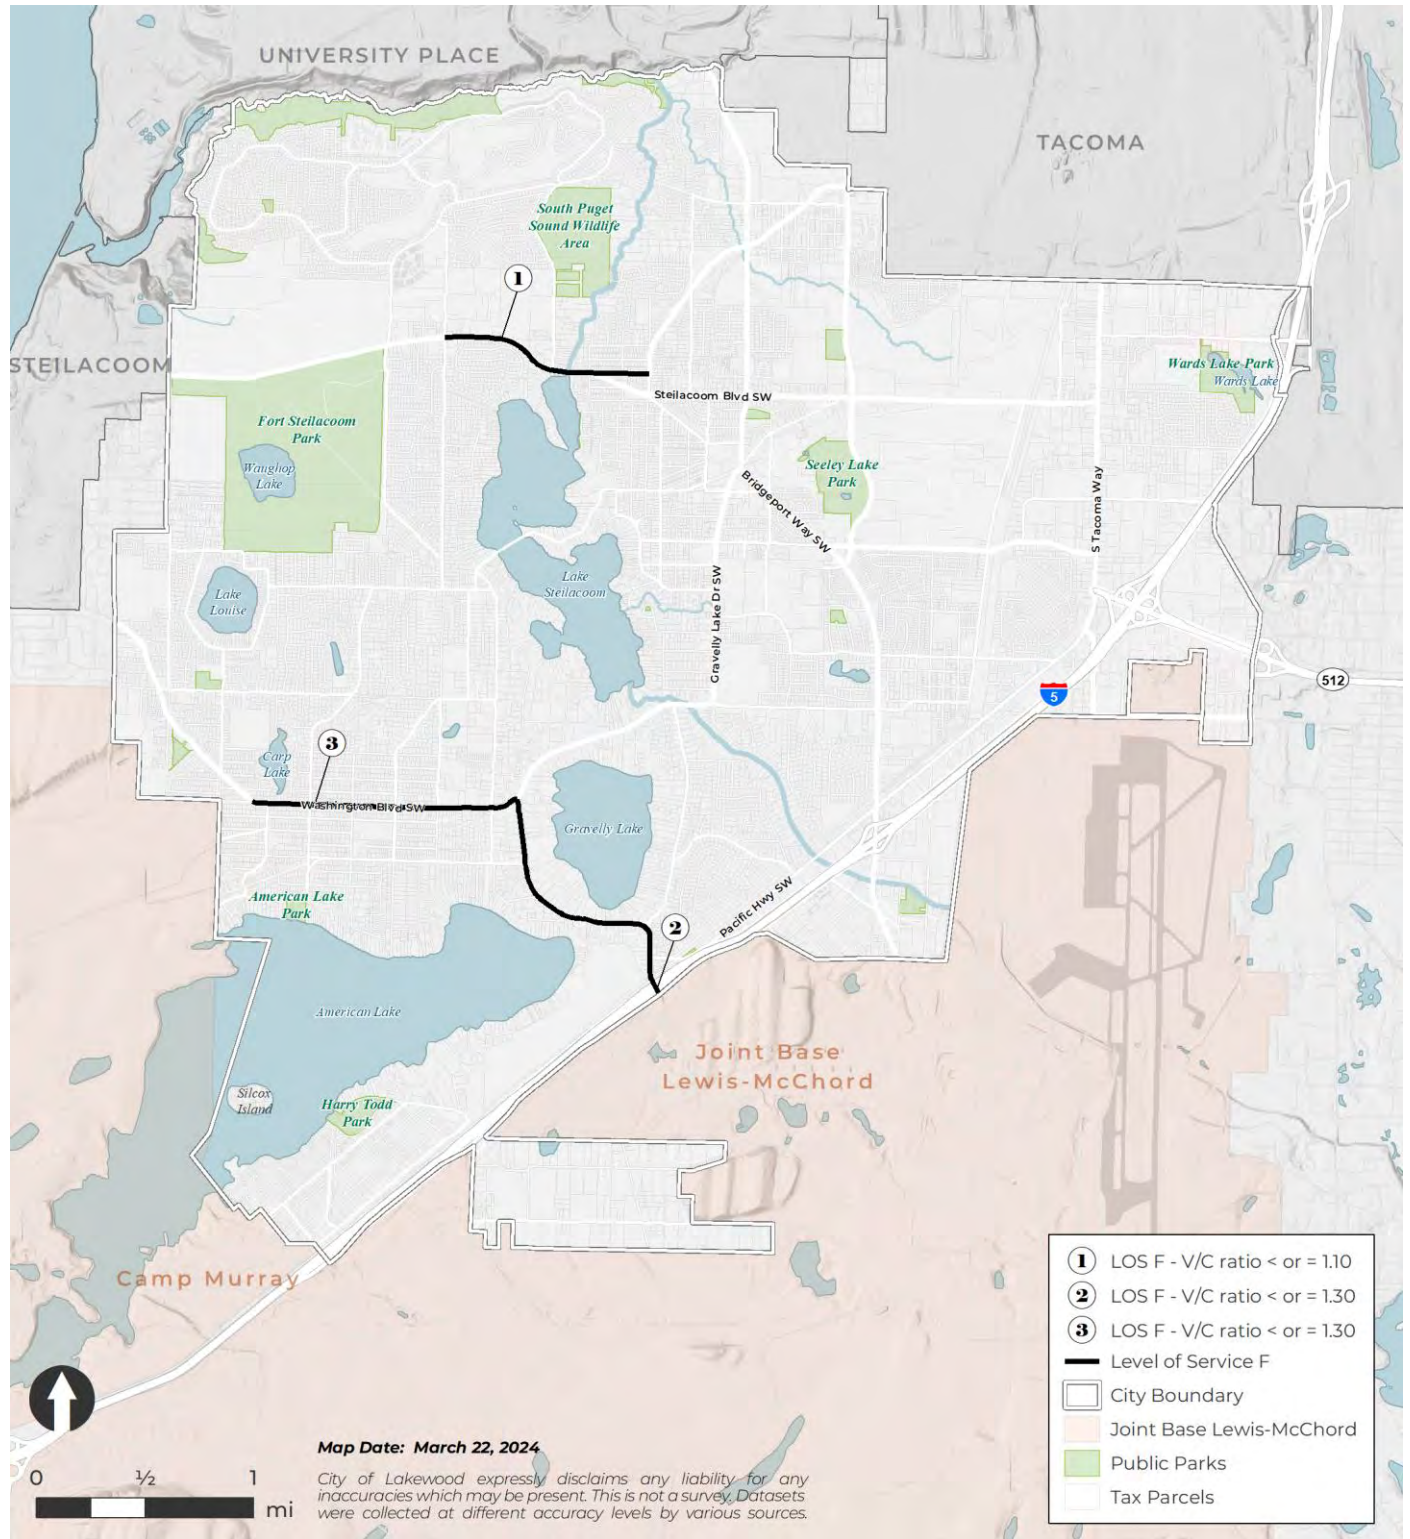 UNIVERSITY PLACE
TACOMA
South Puget
Sound Wildlife
Area
1
STEILACOOM
Wards Lake Park
Wards Lake
Steilacoom Blvd SW
Fort Steilacoom
Park
Waughop
Lake
Seeley Lake
Park
Bridgeport Way SW
S Tacoma Way
Lake
Steilacoom
Lake
Louise
Gravelly Lake Dr SW
512
5
3
Carp
Lake
Washington Blvd SW
Gravelly Lake
American Lake
Park
Pacific Hwy SW
2
American Lake
Joint Base
Lewis-McChord
Silcox
Island
Harry Todd
Park
Camp Murray
1 LOS F - V/C ratio < or = 1.10
2 LOS F - V/C ratio < or = 1.30
3 LOS F - V/C ratio < or = 1.30
Level of Service F
City Boundary
Joint Base Lewis-McChord
Public Parks
Tax Parcels
Map Date: March 22, 2024
0 ½ 1
mi
City of Lakewood expressly disclaims any liability for any
inaccuracies which may be present. This is not a survey. Datasets
were collected at different accuracy levels by various sources.